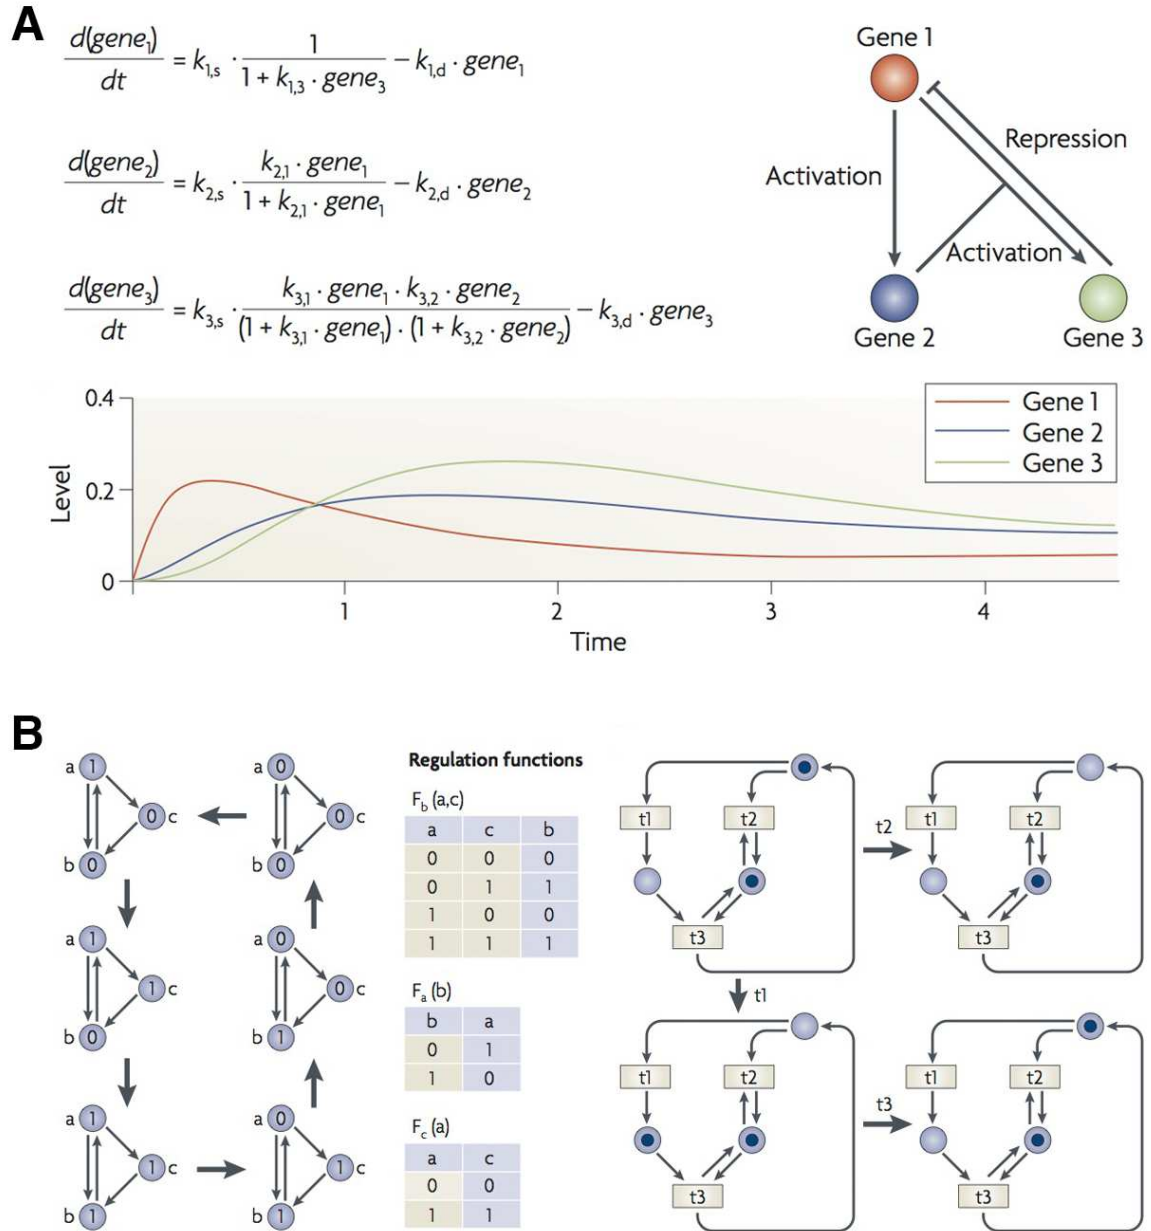 A
d(gene₁)/dt = k₁,s · 1/(1 + k₁,₃ · gene₃) − k₁,d · gene₁
d(gene₂)/dt = k₂,s · k₂,₁ · gene₁/(1 + k₂,₁ · gene₁) − k₂,d · gene₂
d(gene₃)/dt = k₃,s · k₃,₁ · gene₁ · k₃,₂ · gene₂/((1 + k₃,₁ · gene₁) · (1 + k₃,₂ · gene₂)) − k₃,d · gene₃
Gene 1
Repression
Activation
Activation
Gene 2
Gene 3
0.4
0.2
0
Level
1 2 3 4
Time
Gene 1
Gene 2
Gene 3
B
a 1
0 c
b 0
a 0
0 c
b 0
a 1
1 c
b 0
a 0
0 c
b 1
a 1
1 c
b 1
a 0
1 c
b 1
Regulation functions
F_b (a,c)
a c b
0 0 0
0 1 1
1 0 0
1 1 1
F_a (b)
b a
0 1
1 0
F_c (a)
a c
0 0
1 1
t1 t2
t3
t2
t1 t2
t3
t1
t1 t2
t3
t3
t1 t2
t3